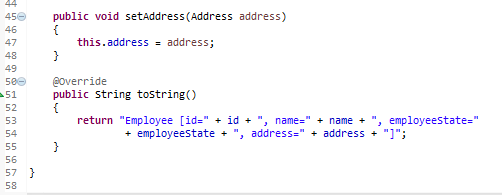 44
45 public void setAddress(Address address)
46 {
47 this.address = address;
48 }
49
50 @Override
51 public String toString()
52 {
53 return "Employee [id=" + id + ", name=" + name + ", employeeState="
54 + employeeState + ", address=" + address + "]";
55 }
56
57 }
58